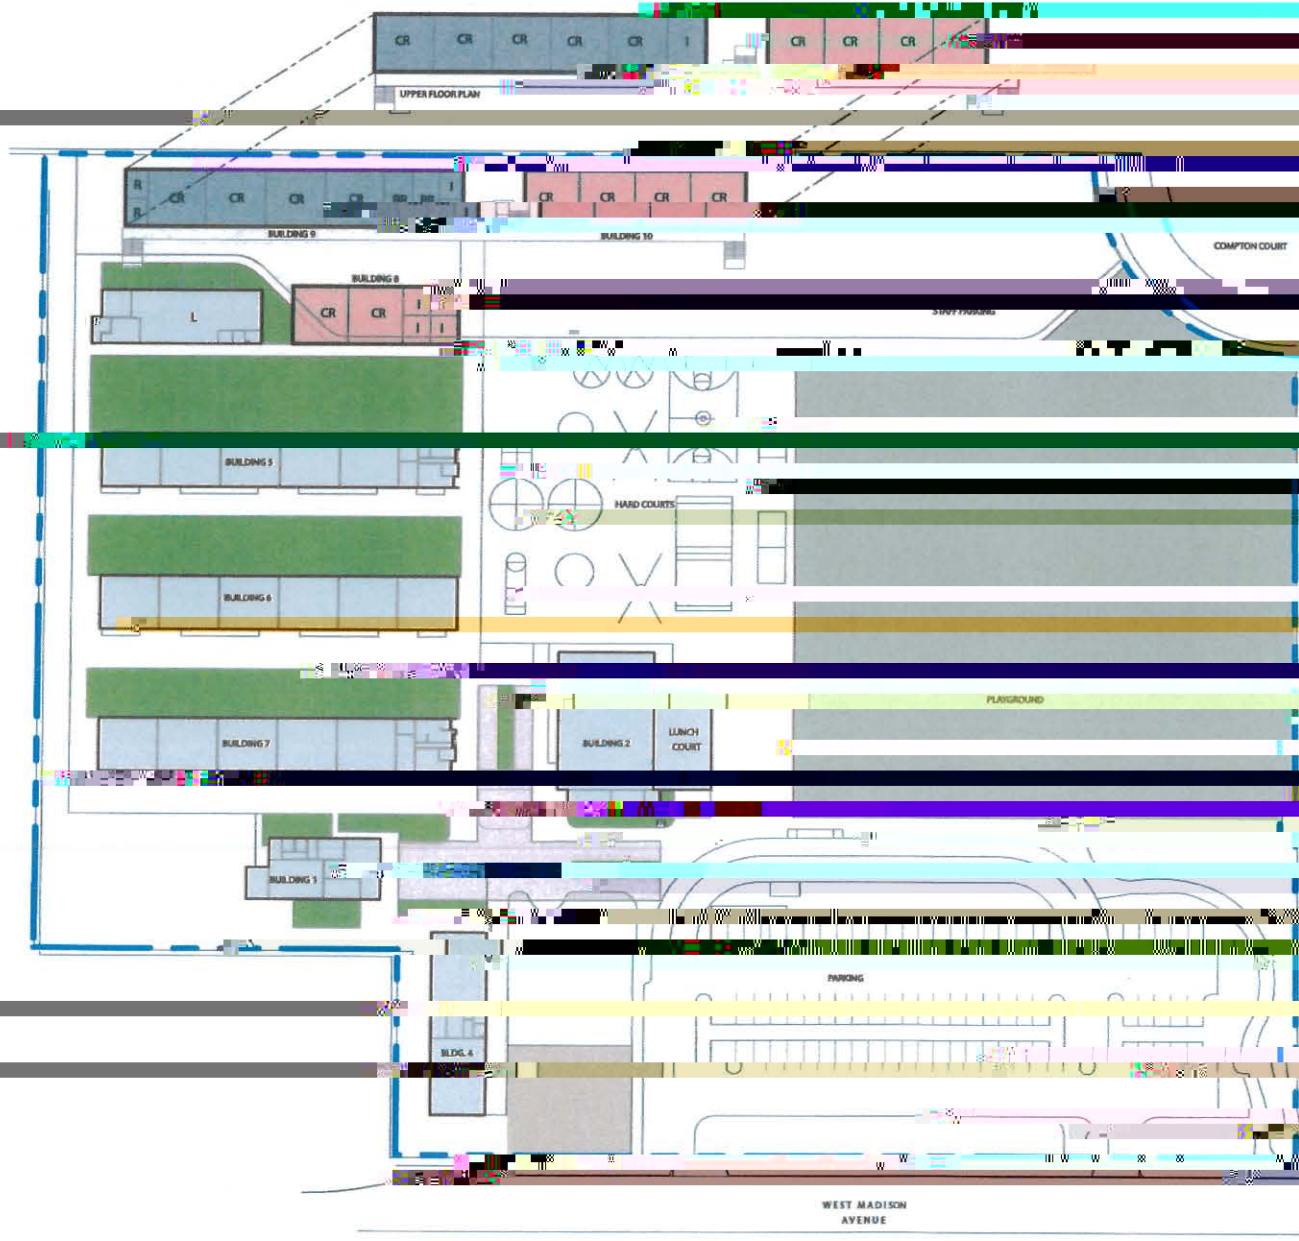 CR CR CR CR CR I CR CR CR
UPPER FLOOR PLAN
R CR CR CR CR I CR CR CR CR
R
BUILDING 9 BUILDING 10
COMPTON COURT
BUILDING 8
L CR CR I
I I
STAFF PARKING
BUILDING 5
HARD COURTS
BUILDING 6
PLAYGROUND
BUILDING 7 BUILDING 2 LUNCH
COURT
BUILDING 1
PARKING
BLDG. 4
WEST MADISON
AVENUE